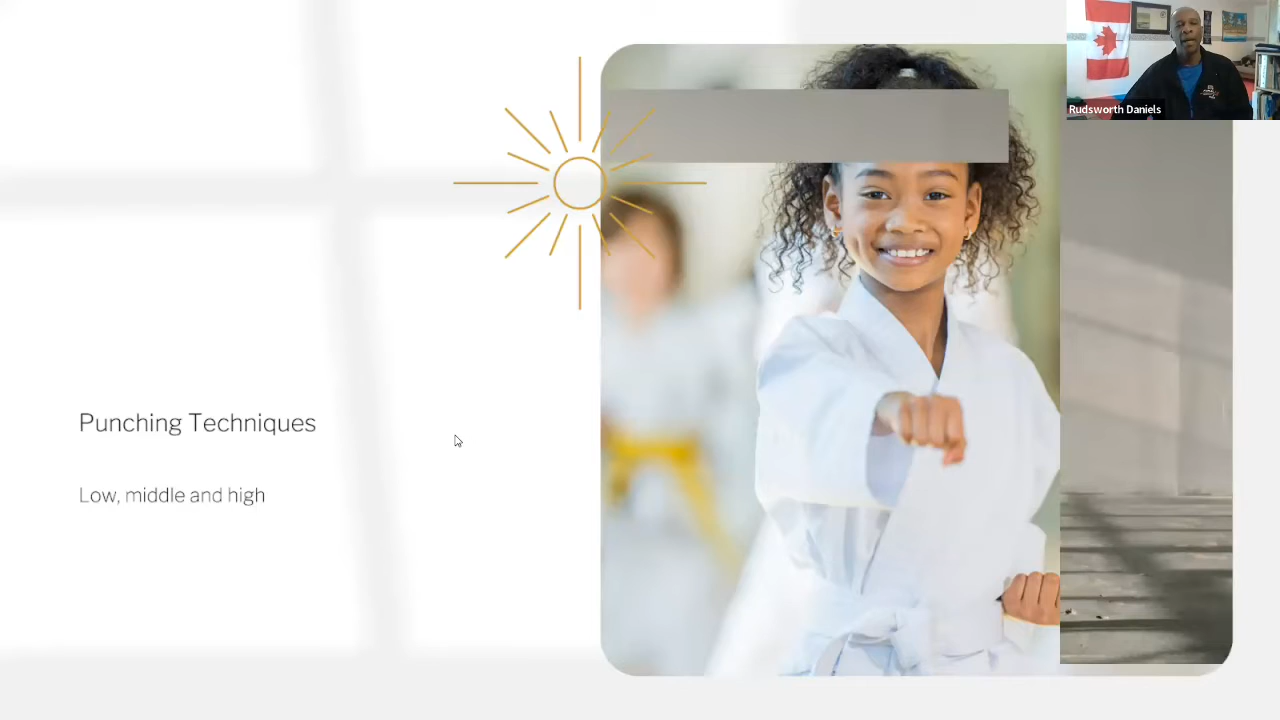 Rudsworth Daniels
Punching Techniques
Low, middle and high